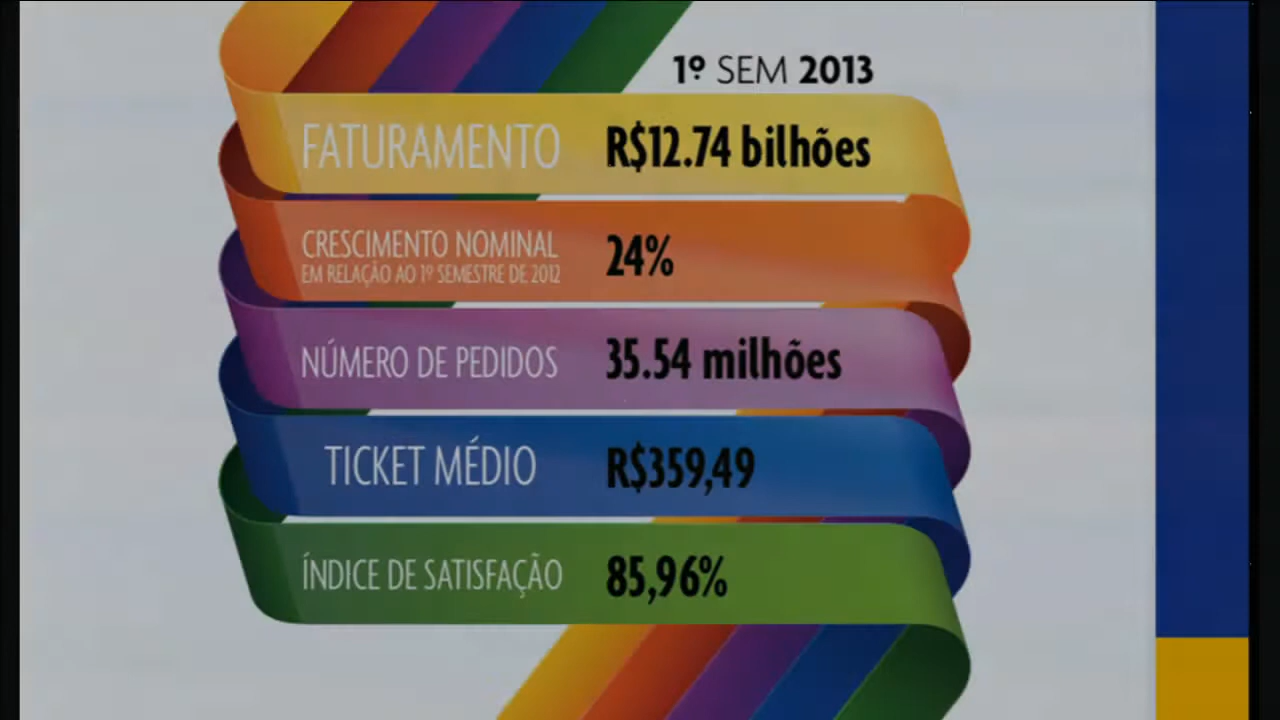 1º SEM 2013
FATURAMENTO R$12.74 bilhões
CRESCIMENTO NOMINAL
EM RELAÇÃO AO 1º SEMESTRE DE 2012
24%
NÚMERO DE PEDIDOS 35.54 milhões
TICKET MÉDIO R$359,49
ÍNDICE DE SATISFAÇÃO 85,96%